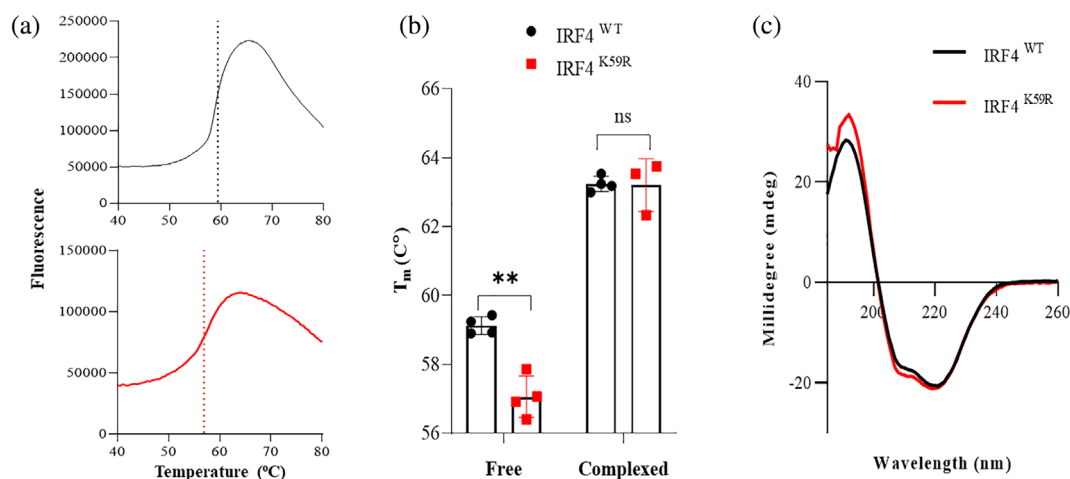 (a)
250000
200000
150000
100000
50000
0
40 50 60 70 80
150000
100000
50000
0
40 50 60 70 80
Fluorescence
Temperature (ºC)
(b)
IRF4 WT
IRF4 K59R
66
64
62
60
58
56
Tm (C°)
**
ns
Free Complexed
(c)
IRF4 WT
IRF4 K59R
40
20
0
-20
200 220 240 260
Millidegree (mdeg)
Wavelength (nm)